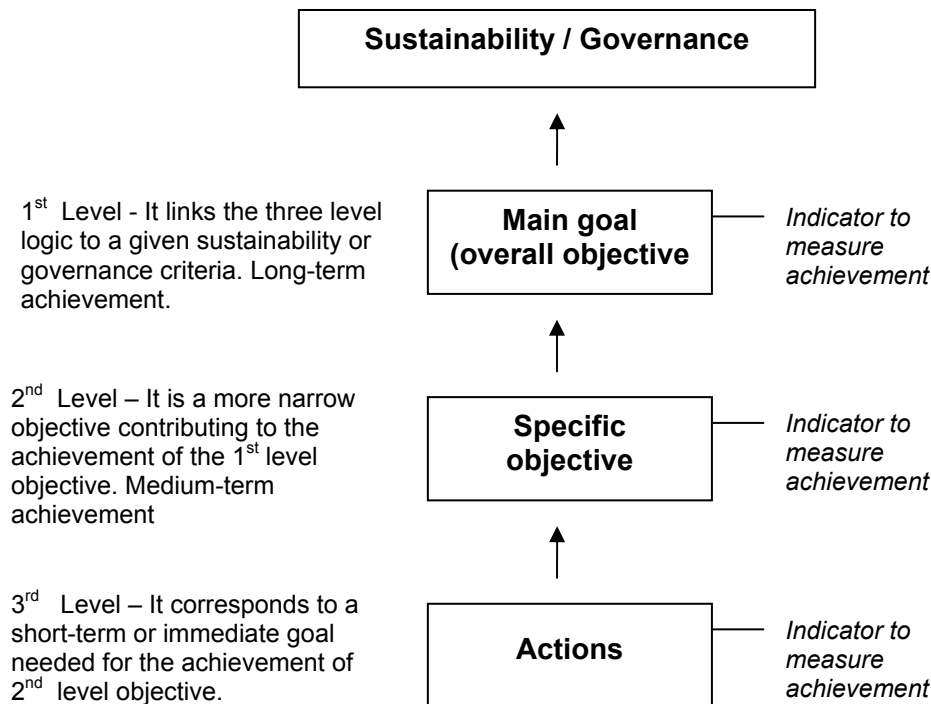 Sustainability / Governance
1st Level - It links the three level
logic to a given sustainability or
governance criteria. Long-term
achievement.
Main goal
(overall objective
Indicator to
measure
achievement
2nd Level – It is a more narrow
objective contributing to the
achievement of the 1st level
objective. Medium-term
achievement
Specific
objective
Indicator to
measure
achievement
3rd Level – It corresponds to a
short-term or immediate goal
needed for the achievement of
2nd level objective.
Actions
Indicator to
measure
achievement